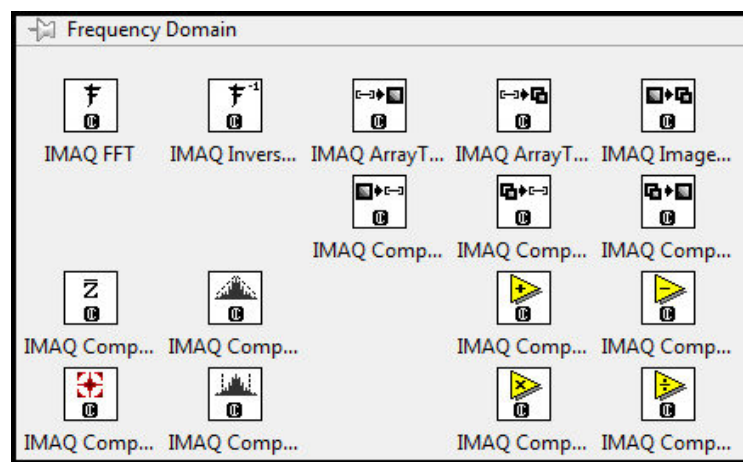 Frequency Domain
IMAQ FFT IMAQ Invers... IMAQ ArrayT... IMAQ ArrayT... IMAQ Image...
IMAQ Comp... IMAQ Comp... IMAQ Comp...
IMAQ Comp... IMAQ Comp... IMAQ Comp... IMAQ Comp...
IMAQ Comp... IMAQ Comp... IMAQ Comp... IMAQ Comp...